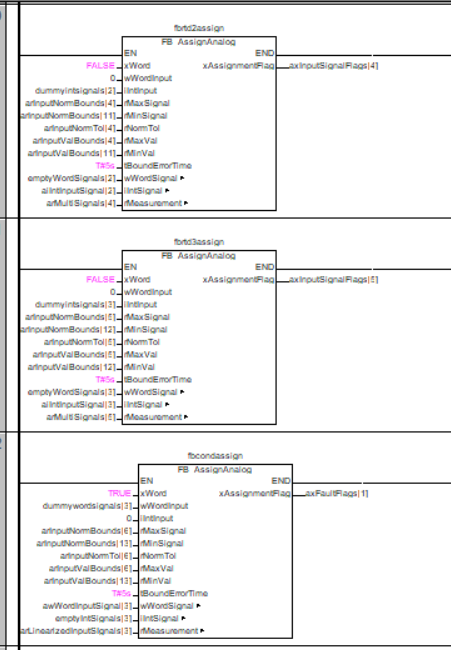 fbrtd2assign
FB_AssignAnalog
EN END
FALSE xWord xAssignmentFlag axInputSignalFlags[4]
0 wWordInput
dummyintsignals[2] iIntInput
arInputNormBounds[4] rMaxSignal
arInputNormBounds[11] rMinSignal
arInputNormTol[4] rNormTol
arInputValBounds[4] rMaxVal
arInputValBounds[11] rMinVal
T#5s tBoundErrorTime
emptyWordSignals[2] wWordSignal
aiIntInputSignal[2] iIntSignal
arMultiSignals[4] rMeasurement
fbrtd3assign
FB_AssignAnalog
EN END
FALSE xWord xAssignmentFlag axInputSignalFlags[5]
0 wWordInput
dummyintsignals[3] iIntInput
arInputNormBounds[5] rMaxSignal
arInputNormBounds[12] rMinSignal
arInputNormTol[5] rNormTol
arInputValBounds[5] rMaxVal
arInputValBounds[12] rMinVal
T#5s tBoundErrorTime
emptyWordSignals[3] wWordSignal
aiIntInputSignal[3] iIntSignal
arMultiSignals[5] rMeasurement
2
fbcondassign
FB_AssignAnalog
EN END
TRUE xWord xAssignmentFlag axFaultFlags[1]
dummywordsignals[3] wWordInput
0 iIntInput
arInputNormBounds[6] rMaxSignal
arInputNormBounds[13] rMinSignal
arInputNormTol[6] rNormTol
arInputValBounds[6] rMaxVal
arInputValBounds[13] rMinVal
T#5s tBoundErrorTime
awWordInputSignal[3] wWordSignal
emptyIntSignals[3] iIntSignal
arLinearizedInputSignals[3] rMeasurement